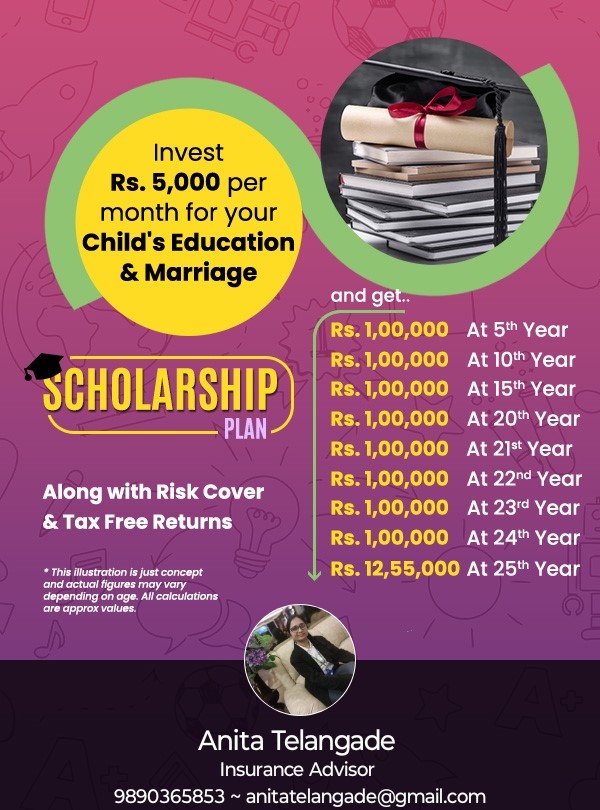 Invest
Rs. 5,000 per
month for your
Child's Education
& Marriage
and get..
Rs. 1,00,000 At 5th Year
Rs. 1,00,000 At 10th Year
Rs. 1,00,000 At 15th Year
Rs. 1,00,000 At 20th Year
Rs. 1,00,000 At 21st Year
Rs. 1,00,000 At 22nd Year
Rs. 1,00,000 At 23rd Year
Rs. 1,00,000 At 24th Year
Rs. 12,55,000 At 25th Year
SCHOLARSHIP
PLAN
Along with Risk Cover
& Tax Free Returns
* This illustration is just concept
and actual figures may vary
depending on age. All calculations
are approx values.
Anita Telangade
Insurance Advisor
9890365853 ~ anitatelangade@gmail.com